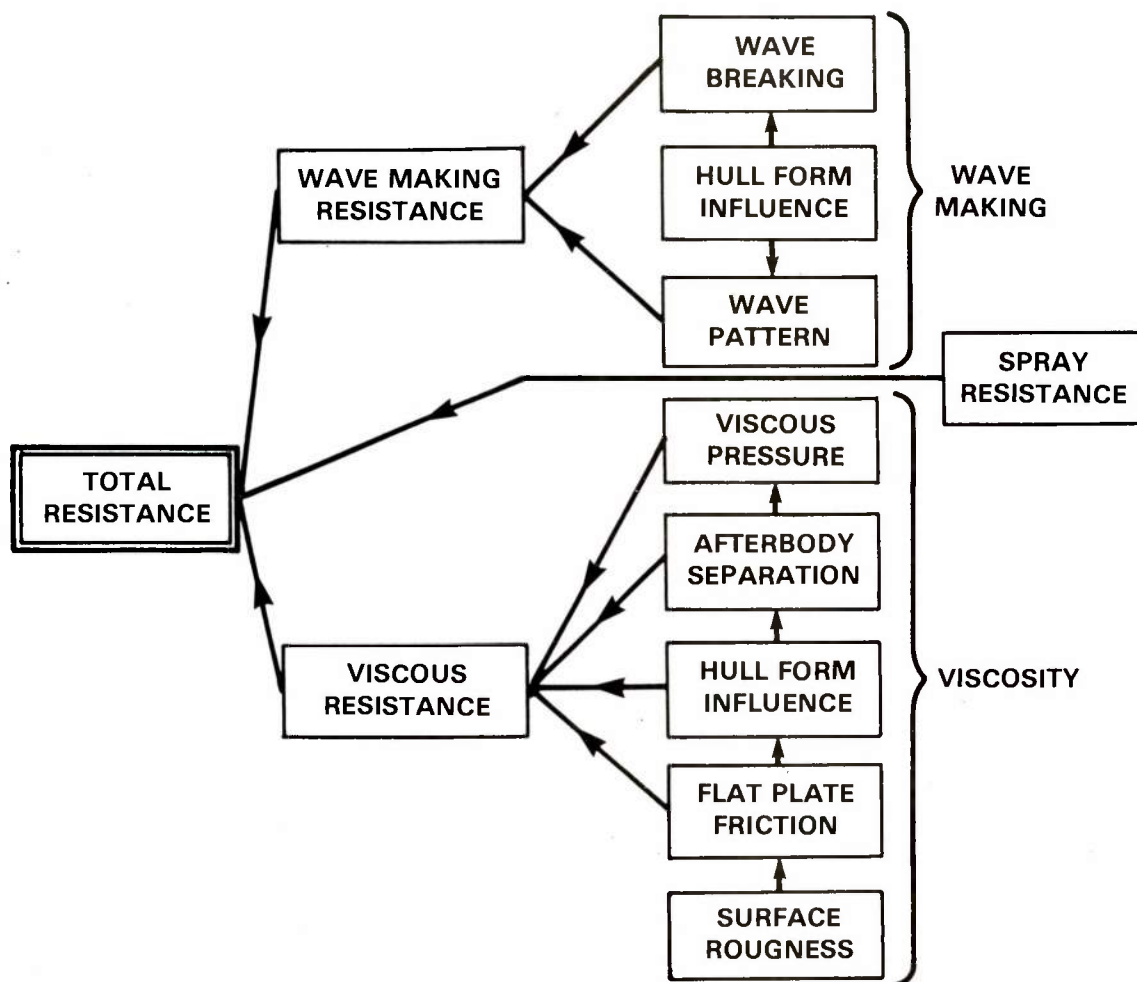 WAVE
BREAKING
WAVE MAKING
RESISTANCE
HULL FORM
INFLUENCE
WAVE
MAKING
WAVE
PATTERN
SPRAY
RESISTANCE
TOTAL
RESISTANCE
VISCOUS
PRESSURE
AFTERBODY
SEPARATION
VISCOUS
RESISTANCE
HULL FORM
INFLUENCE
VISCOSITY
FLAT PLATE
FRICTION
SURFACE
ROUGNESS